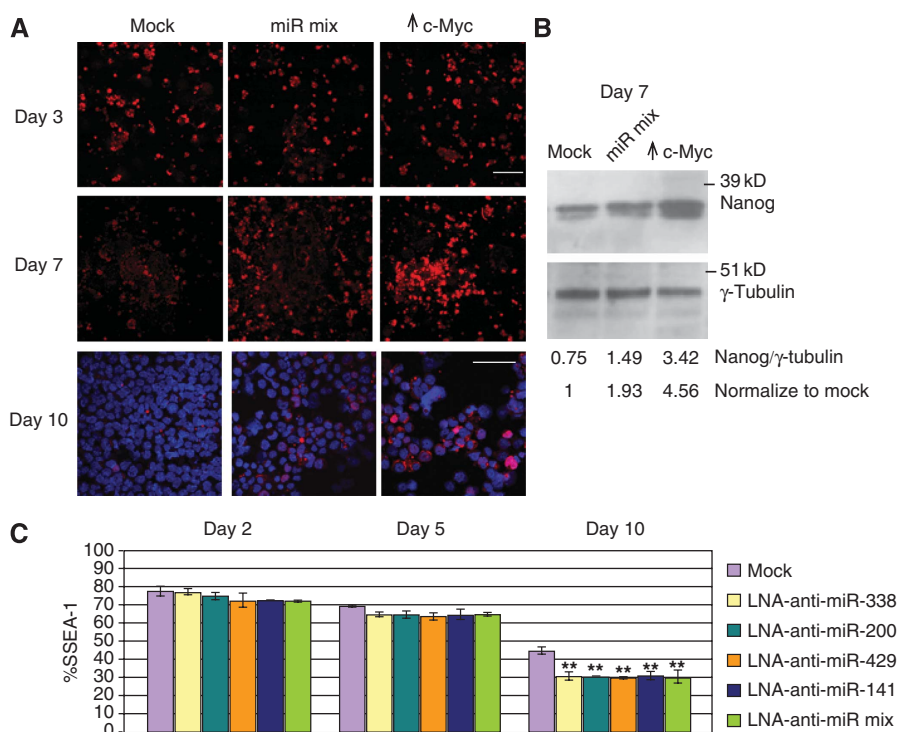 A
Mock miR mix ↑ c-Myc
Day 3
Day 7
Day 10
B
Day 7
Mock miR mix ↑ c-Myc
39 kD
Nanog
51 kD
γ-Tubulin
0.75 1.49 3.42 Nanog/γ-tubulin
1 1.93 4.56 Normalize to mock
C
Day 2 Day 5 Day 10
%SSEA-1
100
90
80
70
60
50
40
30
20
10
0
** ** ** ** **
Mock
LNA-anti-miR-338
LNA-anti-miR-200
LNA-anti-miR-429
LNA-anti-miR-141
LNA-anti-miR mix